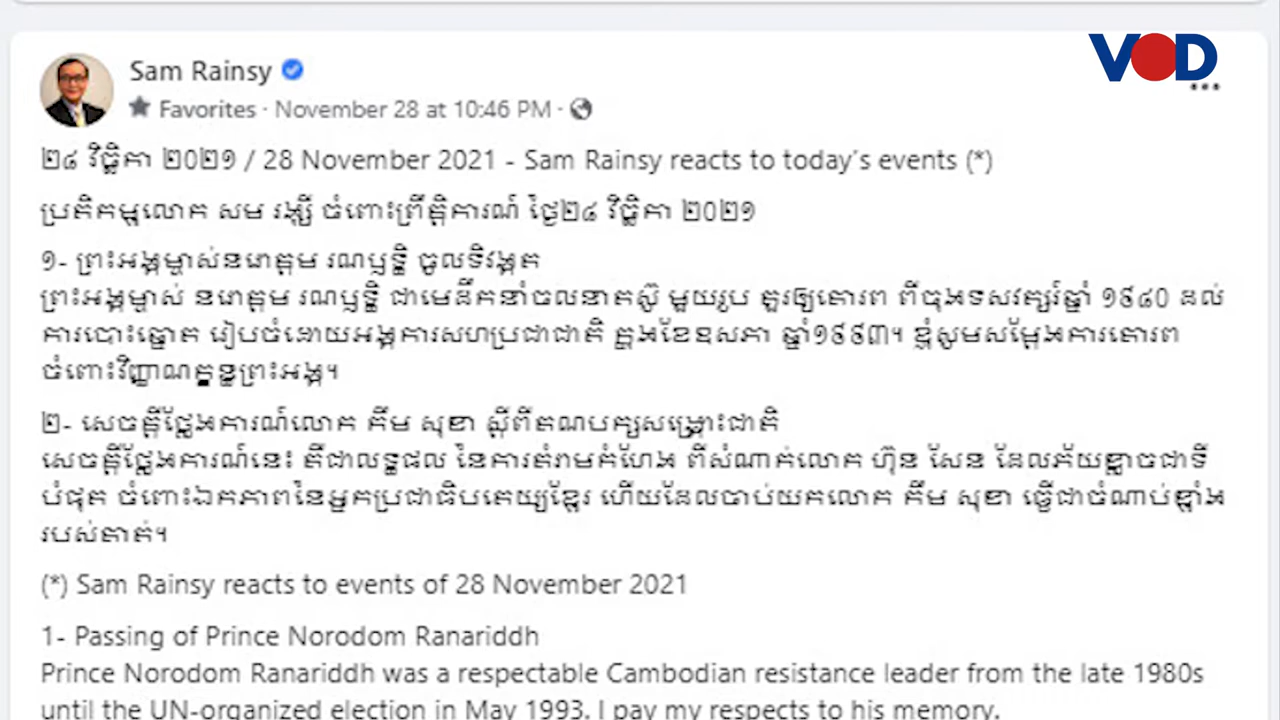 VOD
Sam Rainsy
Favorites · November 28 at 10:46 PM ·
២៨ វិច្ឆិកា ២០២១ / 28 November 2021 - Sam Rainsy reacts to today's events (*)
ប្រតិកម្មលោក សម រង្ស៊ី ចំពោះព្រឹត្តិការណ៍ ថ្ងៃ២៨ វិច្ឆិកា ២០២១
១- ព្រះអង្គម្ចាស់នរោត្តម រណឫទ្ធិ ចូលទិវង្គត
ព្រះអង្គម្ចាស់ នរោត្តម រណឫទ្ធិ ជាមេដឹកនាំចលនាតស៊ូ មួយរូប គួរឲ្យគោរព ពីចុងទសវត្សរ៍ឆ្នាំ ១៩៨០ ដល់
ការបោះឆ្នោត រៀបចំដោយអង្គការសហប្រជាជាតិ ក្នុងខែឧសភា ឆ្នាំ១៩៩៣។ ខ្ញុំសូមសម្តែងការគោរព
ចំពោះវិញ្ញាណក្ខន្ធព្រះអង្គ។
២- សេចក្តីថ្លែងការណ៍លោក កឹម សុខា ស្តីពីគណបក្សសង្គ្រោះជាតិ
សេចក្តីថ្លែងការណ៍នេះ គឺជាលទ្ធផល នៃការគំរាមកំហែង ពីសំណាក់លោក ហ៊ុន សែន ដែលភ័យខ្លាចជាទី
បំផុត ចំពោះឯកភាពនៃអ្នកប្រជាធិបតេយ្យខ្មែរ ហើយដែលចាប់យកលោក កឹម សុខា ធ្វើជាចំណាប់ខ្មាំង
របស់គាត់។
(*) Sam Rainsy reacts to events of 28 November 2021
1- Passing of Prince Norodom Ranariddh
Prince Norodom Ranariddh was a respectable Cambodian resistance leader from the late 1980s
until the UN-organized election in May 1993. I pay my respects to his memory.